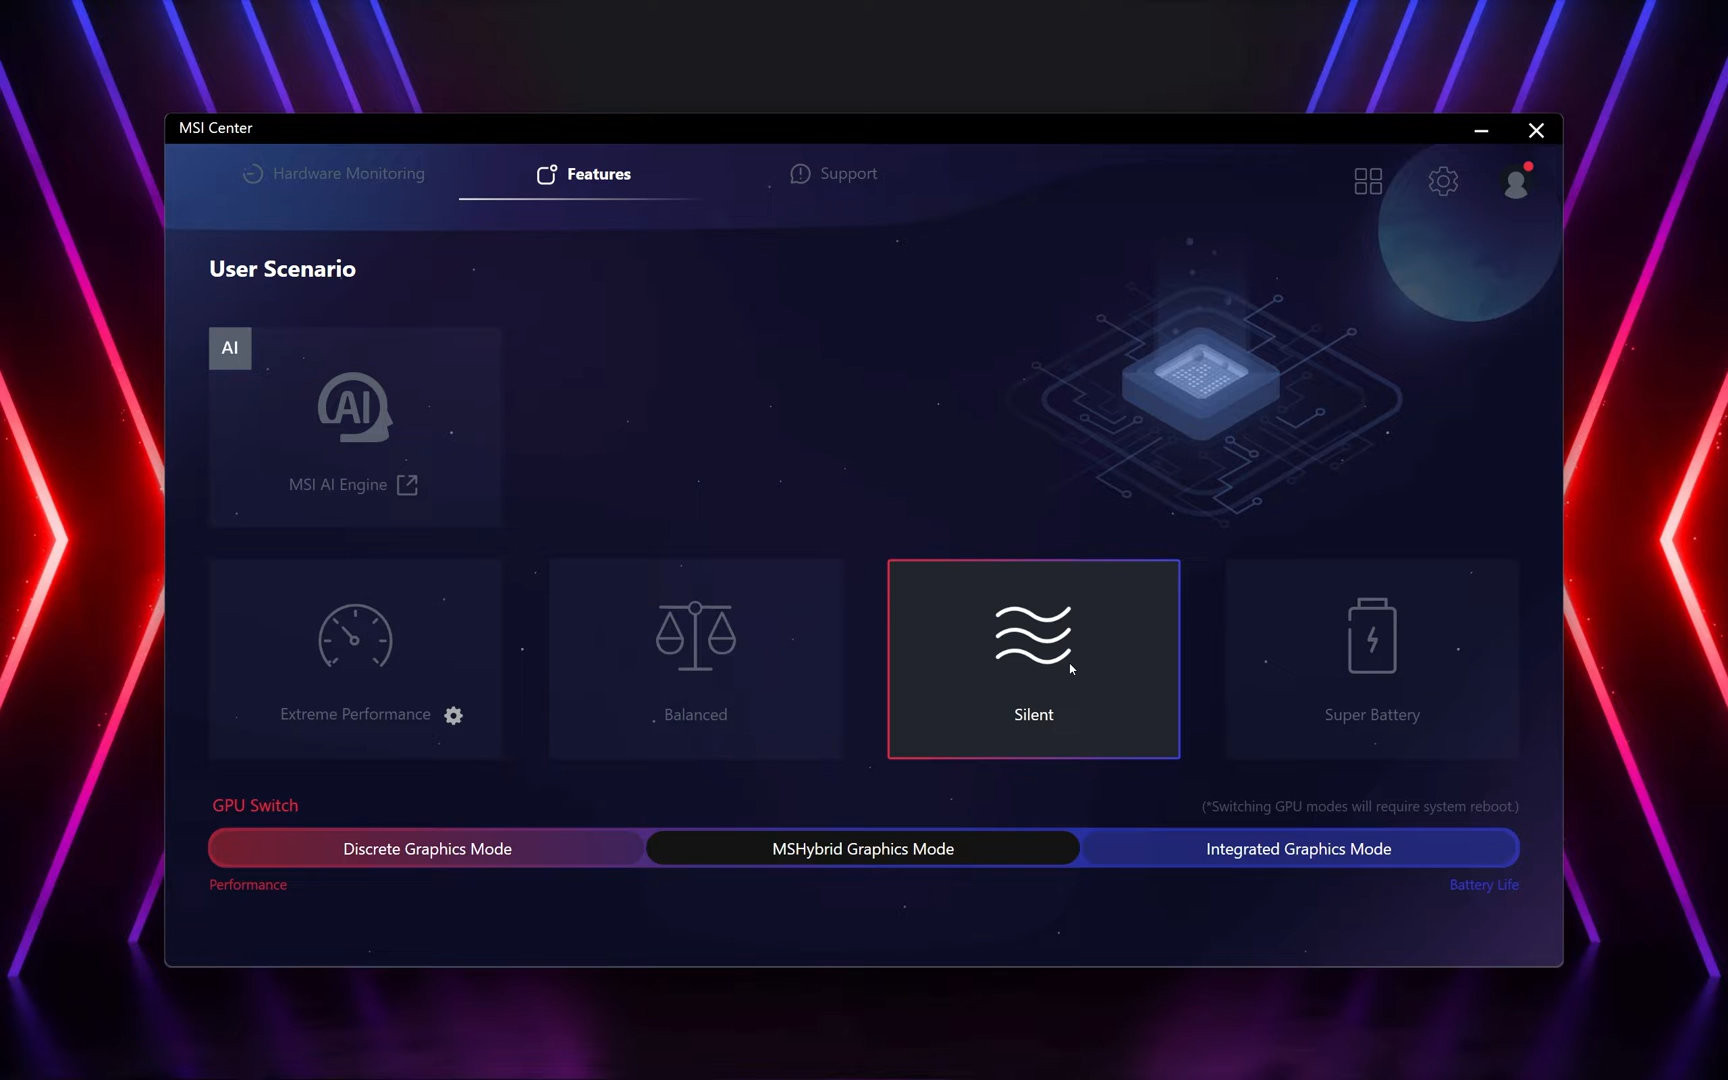 MSI Center
Hardware Monitoring
Features
Support
User Scenario
AI
AI
MSI AI Engine
Extreme Performance
Balanced
Silent
Super Battery
GPU Switch
(*Switching GPU modes will require system reboot.)
Discrete Graphics Mode
MSHybrid Graphics Mode
Integrated Graphics Mode
Performance
Battery Life